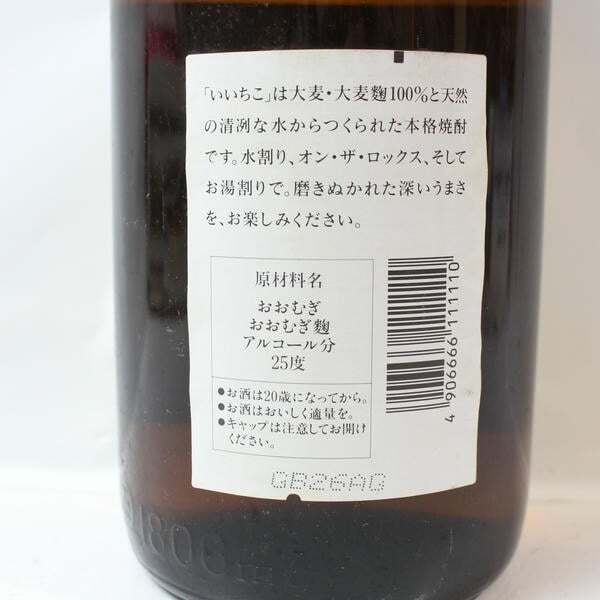 「いいちこ」は大麦・大麦麴100%と天然
の清冽な水からつくられた本格焼酎
です。水割り、オン・ザ・ロックス、そして
お湯割りで。磨きぬかれた深いうまさ
を、お楽しみください。
原材料名
おおむぎ
おおむぎ麴
アルコール分
25度
●お酒は20歳になってから。
●お酒はおいしく適量を。
●キャップは注意してお開け
ください。
4 906666 111110
GB26AG